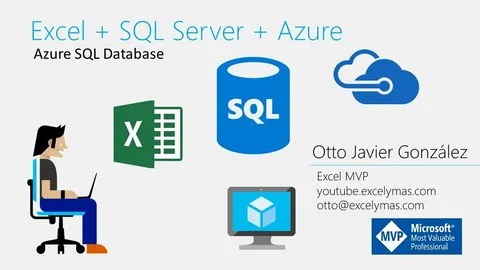 Excel + SQL Server + Azure
Azure SQL Database
SQL
X
Otto Javier González
Excel MVP
youtube.excelymas.com
otto@excelymas.com
MVP
Microsoft®
Most Valuable
Professional